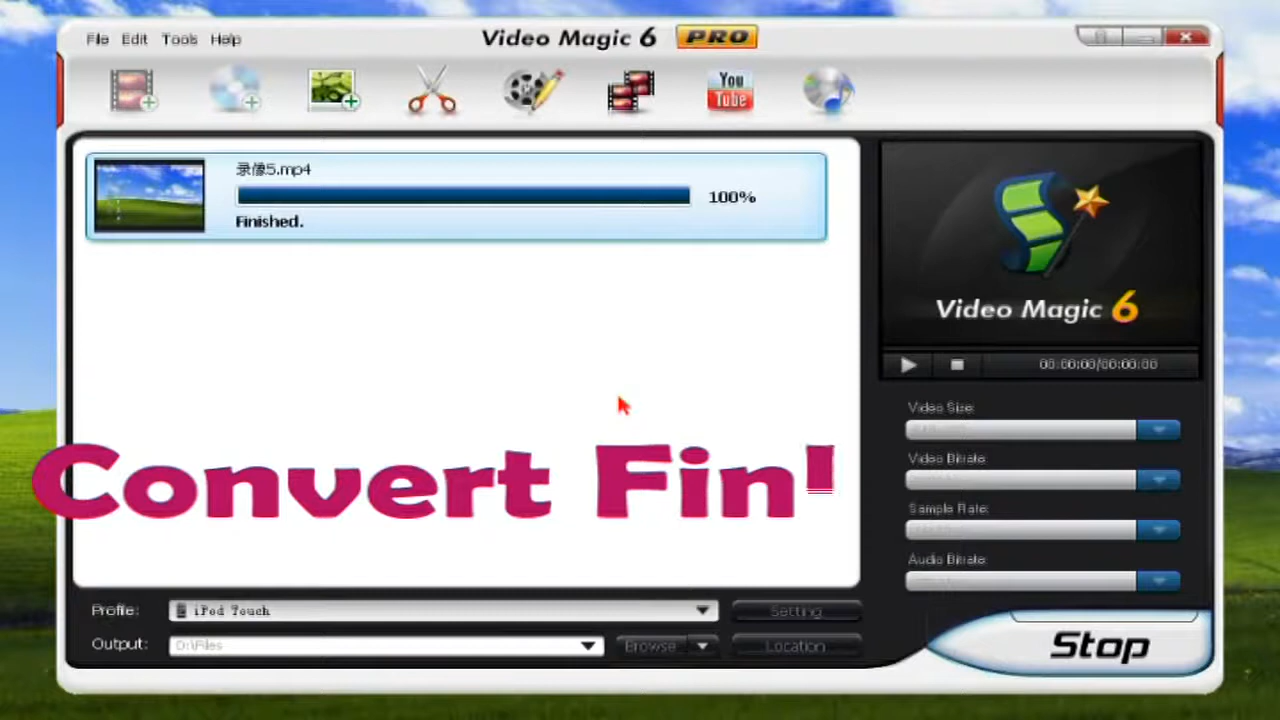 File Edit Tools Help
Video Magic 6 PRO
You
Tube
录像5.mp4
100%
Finished.
Video Magic 6
00:00:00/00:00:00
Video Size:
Video Bitrate:
Sample Rate:
Audio Bitrate:
Convert Fin
Profile: iPod Touch Setting
Output: D:\Files Browse Location
Stop